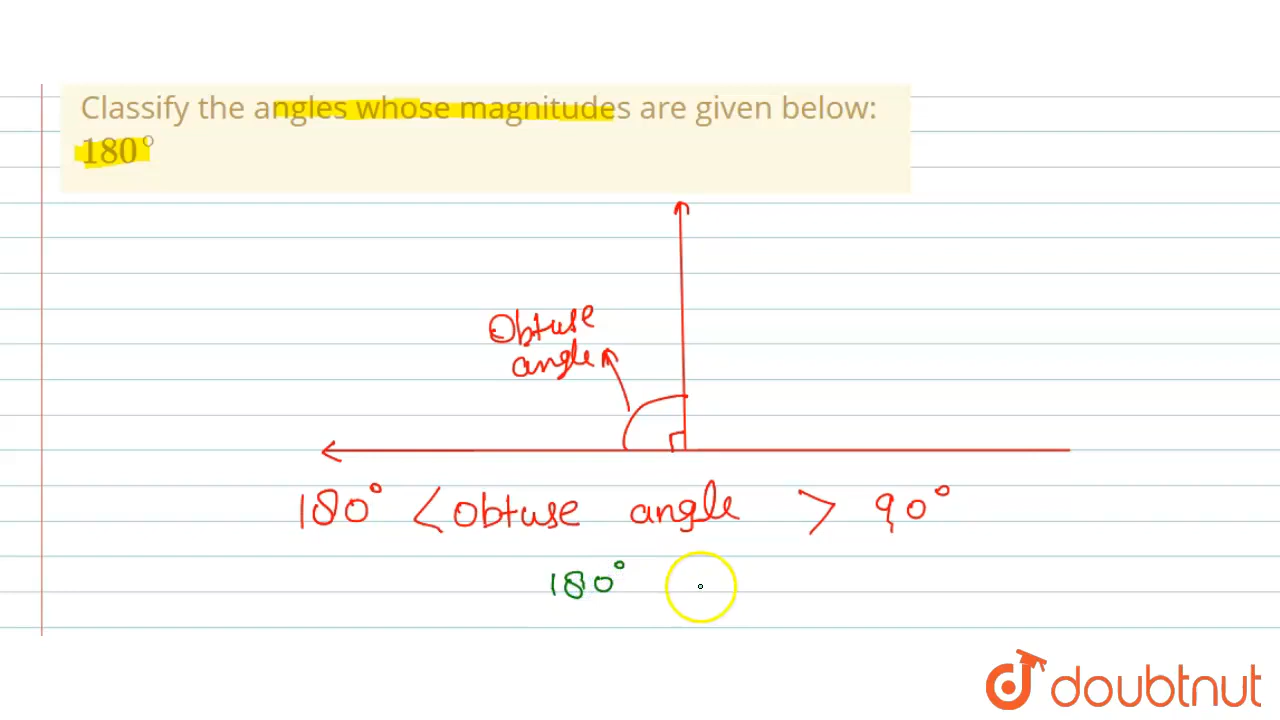 Classify the angles whose magnitudes are given below:
180°
Obtuse
angle
180° < obtuse angle > 90°
180°
doubtnut